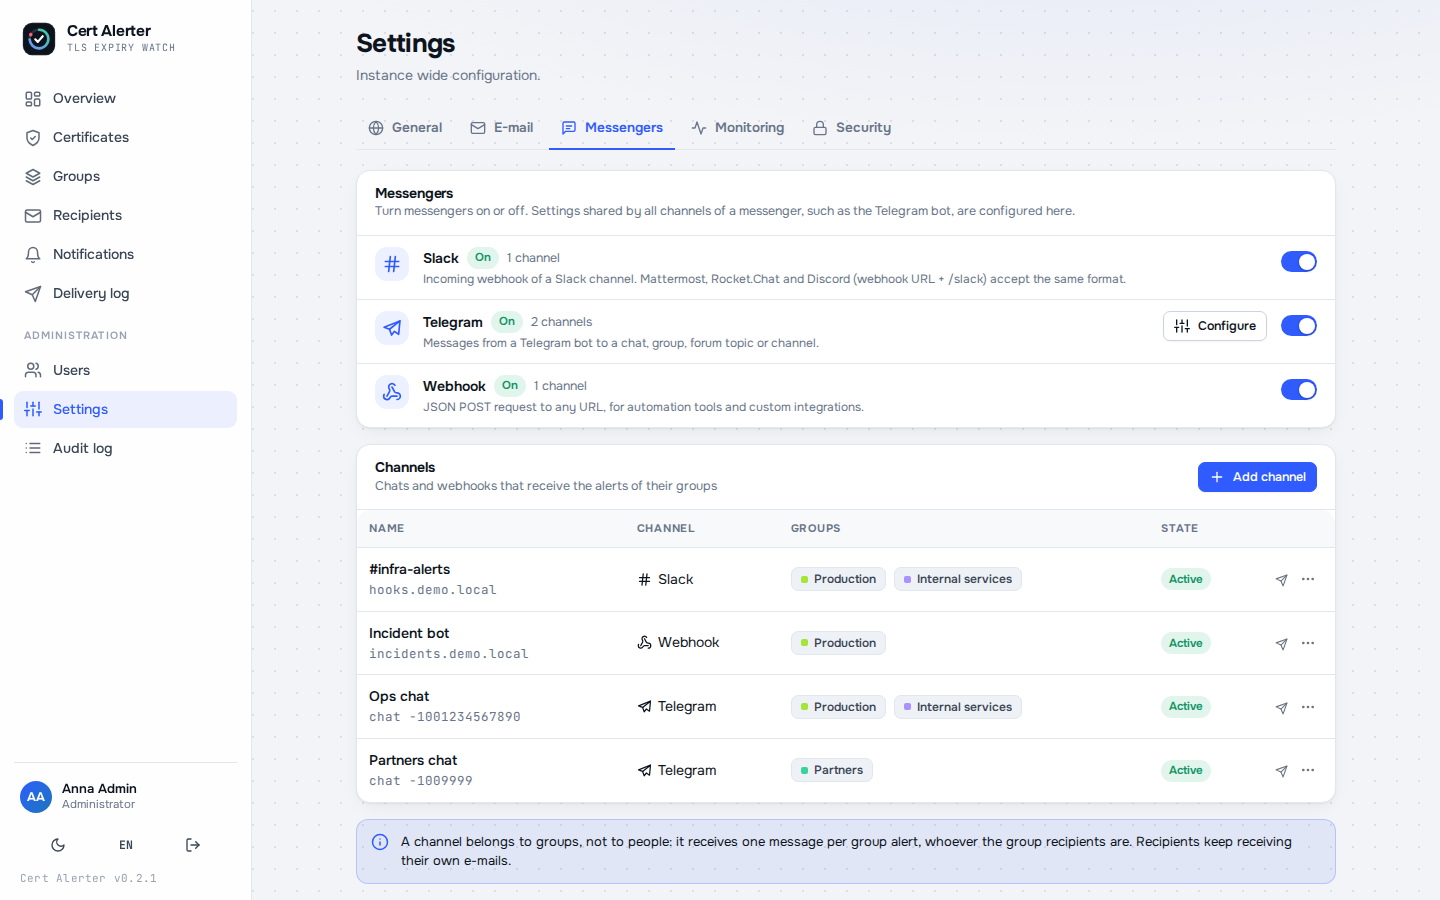 Cert Alerter
TLS EXPIRY WATCH
Overview
Certificates
Groups
Recipients
Notifications
Delivery log
ADMINISTRATION
Users
Settings
Audit log
AA
Anna Admin
Administrator
EN
Cert Alerter v0.2.1
Settings
Instance wide configuration.
General
E-mail
Messengers
Monitoring
Security
Messengers
Turn messengers on or off. Settings shared by all channels of a messenger, such as the Telegram bot, are configured here.
Slack On 1 channel
Incoming webhook of a Slack channel. Mattermost, Rocket.Chat and Discord (webhook URL + /slack) accept the same format.
Telegram On 2 channels
Configure
Messages from a Telegram bot to a chat, group, forum topic or channel.
Webhook On 1 channel
JSON POST request to any URL, for automation tools and custom integrations.
Channels
Chats and webhooks that receive the alerts of their groups
Add channel
NAME CHANNEL GROUPS STATE
#infra-alerts
hooks.demo.local
Slack
Production Internal services
Active
Incident bot
incidents.demo.local
Webhook
Production
Active
Ops chat
chat -1001234567890
Telegram
Production Internal services
Active
Partners chat
chat -1009999
Telegram
Partners
Active
A channel belongs to groups, not to people: it receives one message per group alert, whoever the group recipients are. Recipients keep receiving
their own e-mails.